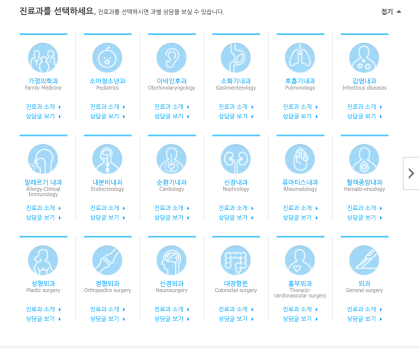 진료과를 선택하세요. 진료과를 선택하시면 과별 상담을 보실 수 있습니다.
접기
가정의학과 소아청소년과 이비인후과 소화기내과 호흡기내과 감염내과
Family Medicine Pediatrics Otorhinolaryngology Gastroenterology Pulmonology Infectious diseases
진료과 소개 진료과 소개 진료과 소개 진료과 소개 진료과 소개 진료과 소개
상담글 보기 상담글 보기 상담글 보기 상담글 보기 상담글 보기 상담글 보기
알레르기 내과 내분비내과 순환기내과 신장내과 류마티스내과 혈액종양내과
Allergy-Clinical Endocrinology Cardiology Nephrology Rheumatology Hemato-oncology
Immunology
진료과 소개 진료과 소개 진료과 소개 진료과 소개 진료과 소개 진료과 소개
상담글 보기 상담글 보기 상담글 보기 상담글 보기 상담글 보기 상담글 보기
성형외과 정형외과 신경외과 대장항문 흉부외과 외과
Plastic surgery Orthopedics surgery Neurosurgery Colorectal surgery Thoracic- General surgery
cardiovascular surgery
진료과 소개 진료과 소개 진료과 소개 진료과 소개 진료과 소개 진료과 소개
상담글 보기 상담글 보기 상담글 보기 상담글 보기 상담글 보기 상담글 보기